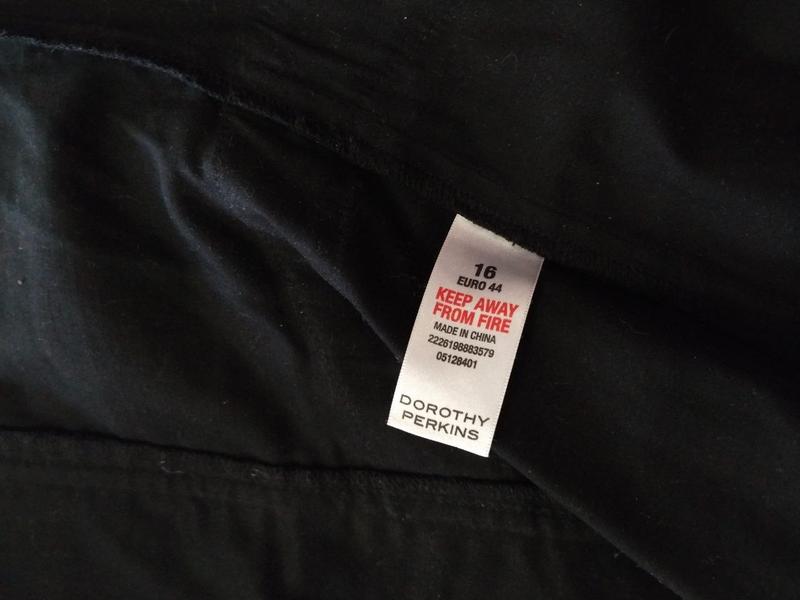 16
EURO 44
KEEP AWAY
FROM FIRE
MADE IN CHINA
2226198883579
05128401
DOROTHY
PERKINS